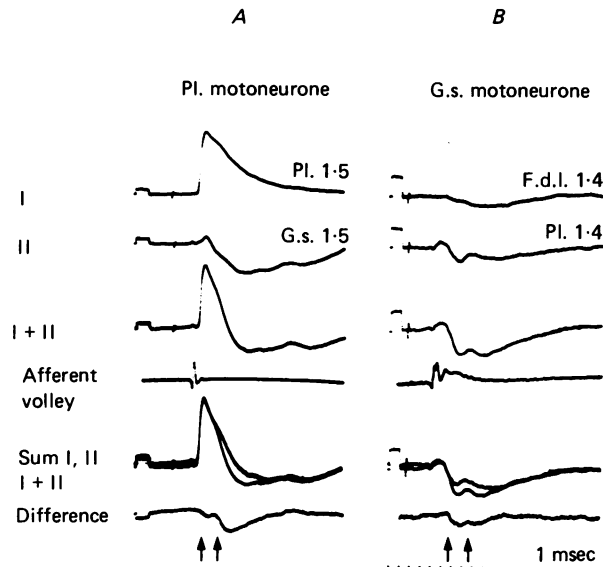 A B
Pl. motoneurone G.s. motoneurone
I Pl. 1·5 F.d.l. 1·4
II G.s. 1·5 Pl. 1·4
I + II
Afferent
volley
Sum I, II
I + II
Difference
1 msec